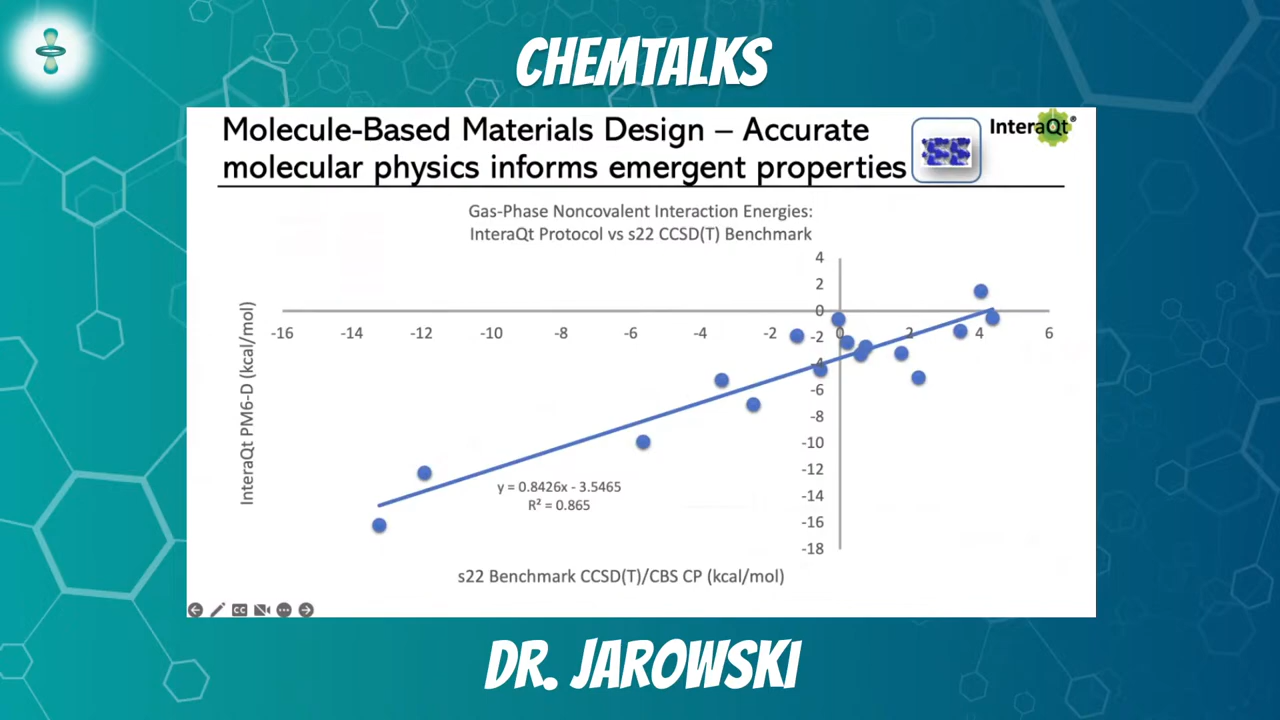 CHEMTALKS
Molecule-Based Materials Design – Accurate
molecular physics informs emergent properties
InteraQt®
Gas-Phase Noncovalent Interaction Energies:
InteraQt Protocol vs s22 CCSD(T) Benchmark
InteraQt PM6-D (kcal/mol)
4
2
0
-2
-4
-6
-8
-10
-12
-14
-16
-18
-16 -14 -12 -10 -8 -6 -4 -2 0 2 4 6
y = 0.8426x - 3.5465
R² = 0.865
s22 Benchmark CCSD(T)/CBS CP (kcal/mol)
CC
DR. JAROWSKI